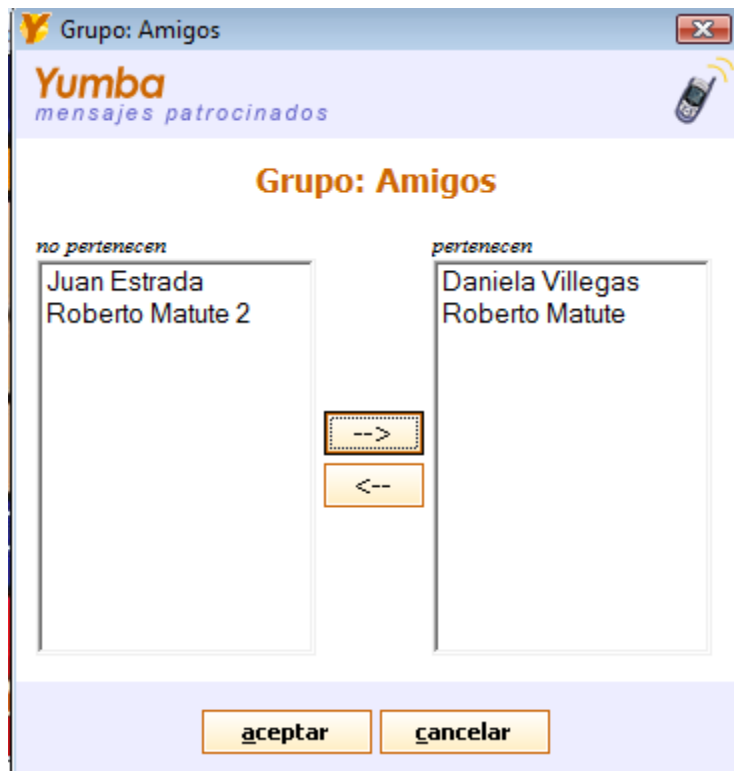 Grupo: Amigos
Yumba
mensajes patrocinados
Grupo: Amigos
no pertenecen
Juan Estrada
Roberto Matute 2
-->
<--
pertenecen
Daniela Villegas
Roberto Matute
aceptar
cancelar